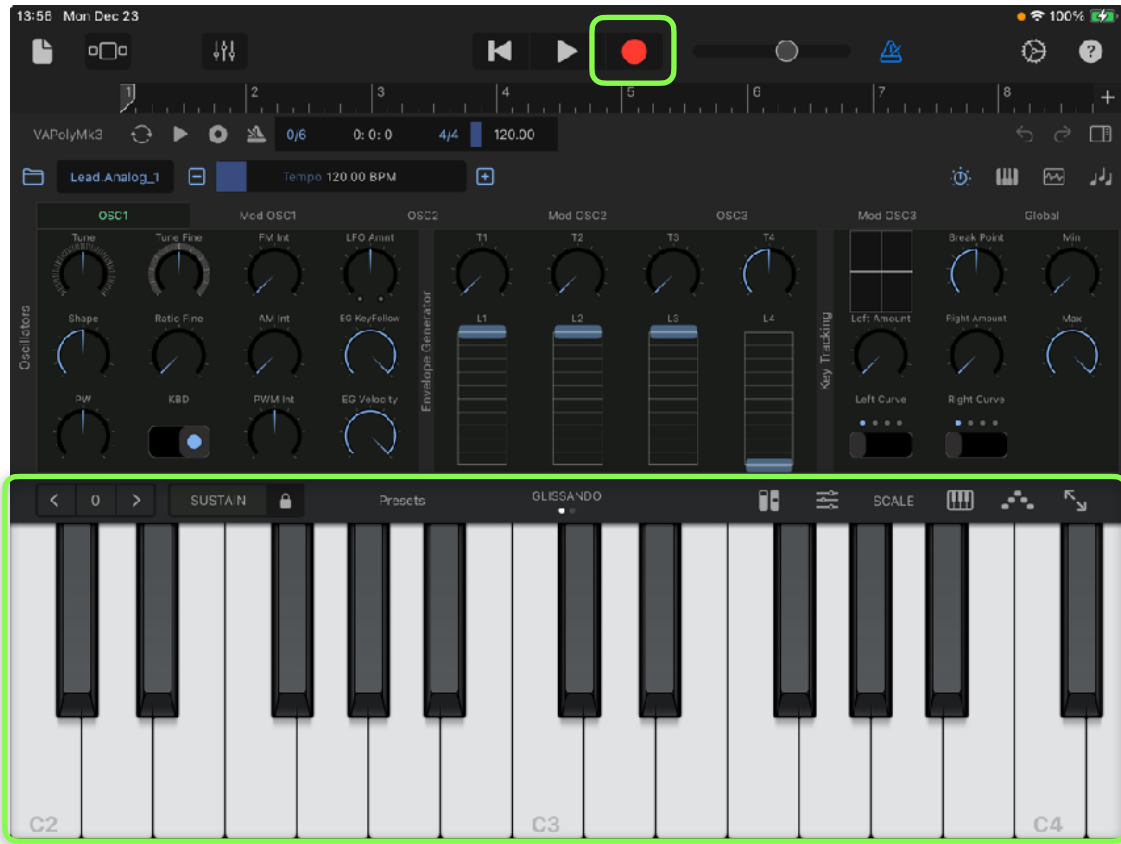 13:56 Mon Dec 23
100%
?
1 2 3 4 5 6 7 8 +
VAPolyMk3 0/6 0: 0: 0 4/4 120.00
Lead.Analog_1 Tempo 120.00 BPM
OSC1 Mod OSC1 OSC2 Mod OSC2 OSC3 Mod OSC3 Global
Tune Tune Fine FM Int LFO Amnt T1 T2 T3 T4 Break Point Min
Shape Ratio Fine AM Int EG KeyFollow L1 L2 L3 L4 Left Amount Right Amount Max
Oscillators
Envelope Generator
Key Tracking
PW KBD PWM Int EG Velocity Left Curve Right Curve
< 0 > SUSTAIN Presets GLISSANDO SCALE
C2 C3 C4